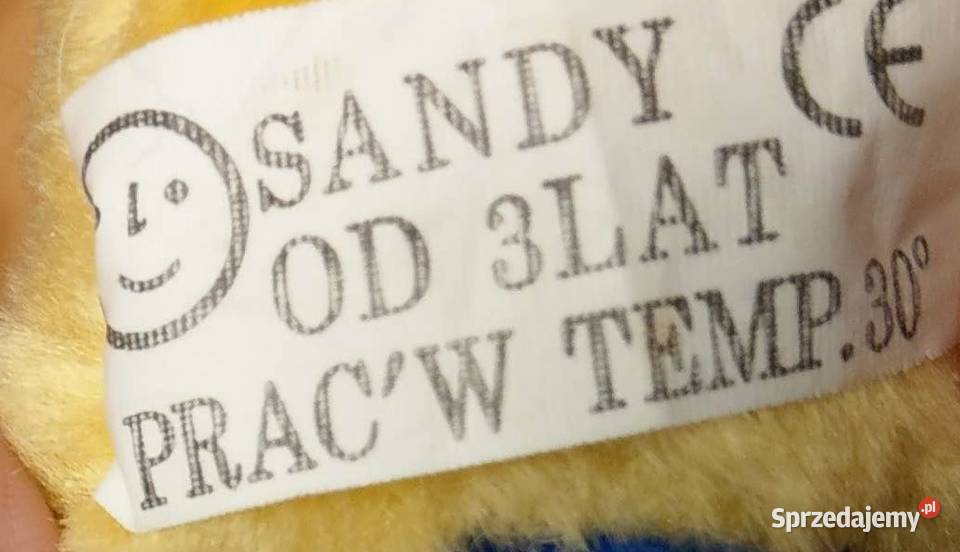 SANDY CE
OD 3LAT
PRAC'W TEMP.30°
Sprzedajemy.pl